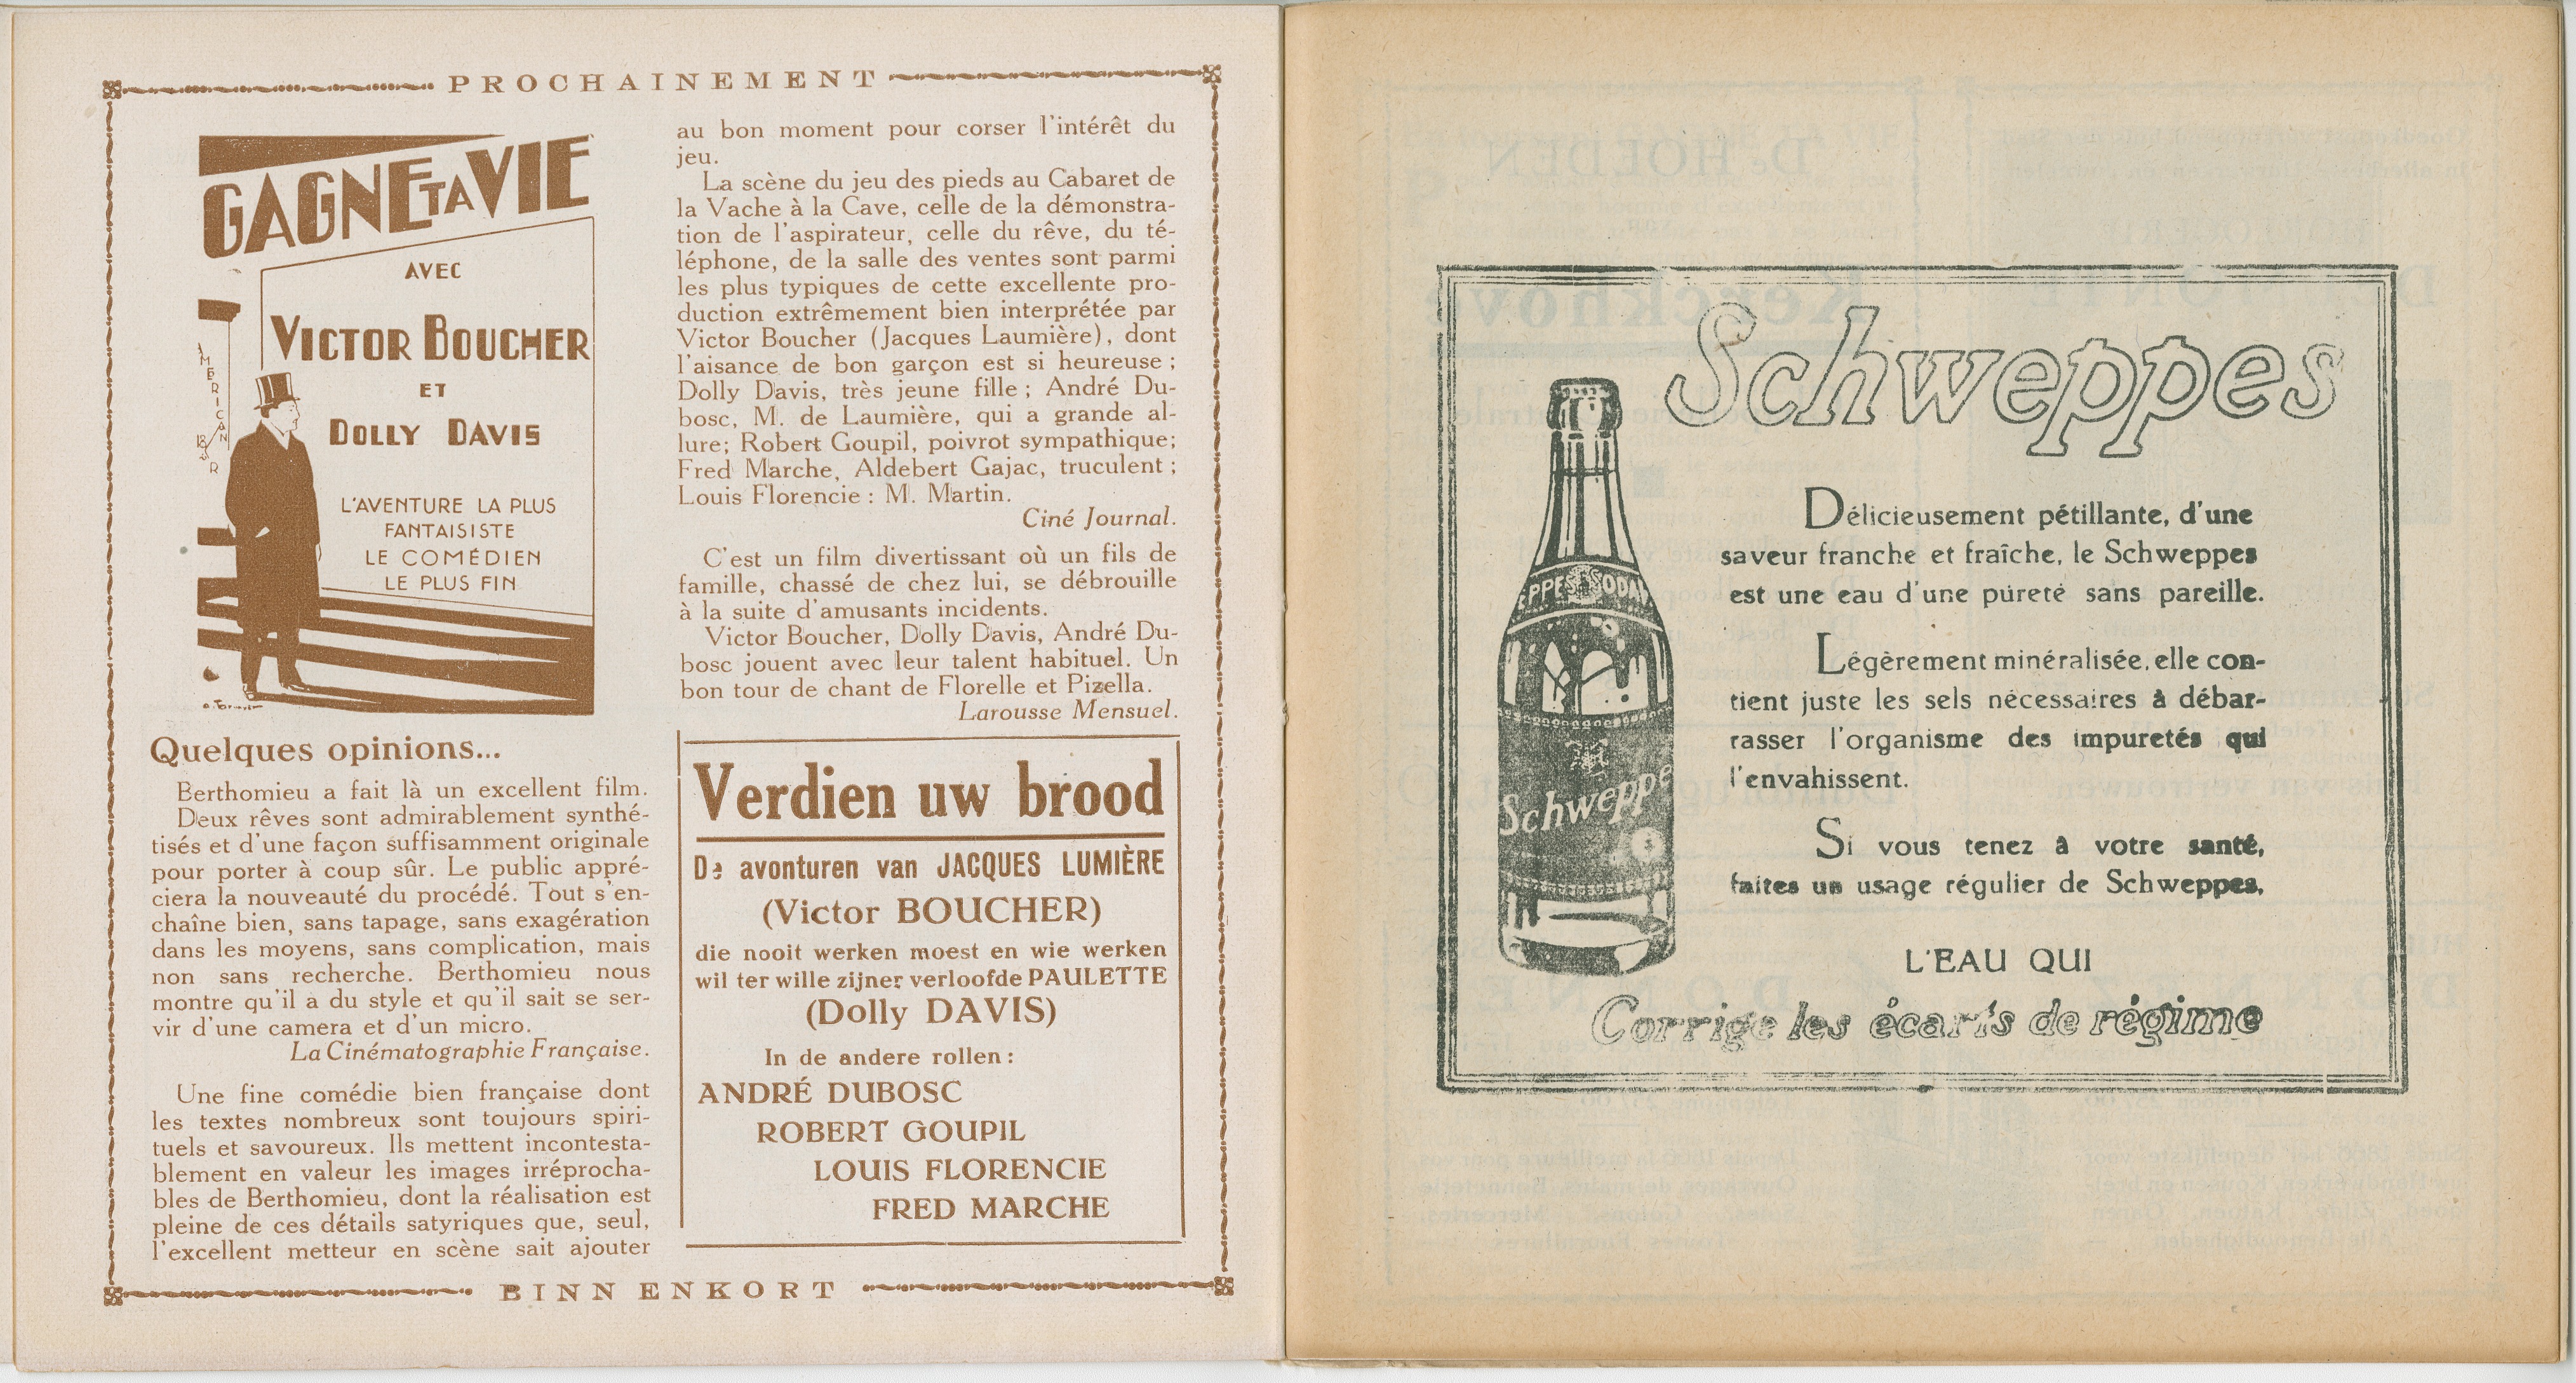 PROCHAINEMENT
GAGNE TA VIE
AVEC
VICTOR BOUCHER
ET
DOLLY DAVIS
L'AVENTURE LA PLUS
FANTAISISTE
LE COMÉDIEN
LE PLUS FIN
AMERICAN
BAR
Quelques opinions...
Berthomieu a fait là un excellent film.
Deux rêves sont admirablement synthé-
tisés et d'une façon suffisamment originale
pour porter à coup sûr. Le public appré-
ciera la nouveauté du procédé. Tout s'en-
chaîne bien, sans tapage, sans exagération
dans les moyens, sans complication, mais
non sans recherche. Berthomieu nous
montre qu'il a du style et qu'il sait se ser-
vir d'une camera et d'un micro.
La Cinématographie Française.
Une fine comédie bien française dont
les textes nombreux sont toujours spiri-
tuels et savoureux. Ils mettent incontesta-
blement en valeur les images irréprocha-
bles de Berthomieu, dont la réalisation est
pleine de ces détails satyriques que, seul,
l'excellent metteur en scène sait ajouter
au bon moment pour corser l'intérêt du
jeu.
La scène du jeu des pieds au Cabaret de
la Vache à la Cave, celle de la démonstra-
tion de l'aspirateur, celle du rêve, du té-
léphone, de la salle des ventes sont parmi
les plus typiques de cette excellente pro-
duction extrêmement bien interprétée par
Victor Boucher (Jacques Laumière), dont
l'aisance de bon garçon est si heureuse ;
Dolly Davis, très jeune fille ; André Du-
bosc, M. de Laumière, qui a grande al-
lure; Robert Goupil, poivrot sympathique;
Fred Marche, Aldebert Gajac, truculent ;
Louis Florencie : M. Martin.
Ciné Journal.
C'est un film divertissant où un fils de
famille, chassé de chez lui, se débrouille
à la suite d'amusants incidents.
Victor Boucher, Dolly Davis, André Du-
bosc jouent avec leur talent habituel. Un
bon tour de chant de Florelle et Pizella.
Larousse Mensuel.
Verdien uw brood
De avonturen van JACQUES LUMIÈRE
(Victor BOUCHER)
die nooit werken moest en wie werken
wil ter wille zijner verloofde PAULETTE
(Dolly DAVIS)
In de andere rollen :
ANDRÉ DUBOSC
ROBERT GOUPIL
LOUIS FLORENCIE
FRED MARCHE
BINNENKORT
Schweppes
EPPES SODA
Schweppe
Délicieusement pétillante, d'une
saveur franche et fraîche, le Schweppes
est une eau d'une pureté sans pareille.
Légèrement minéralisée, elle con-
tient juste les sels nécessaires à débar-
rasser l'organisme des impuretés qui
l'envahissent.
Si vous tenez à votre santé,
faites un usage régulier de Schweppes,
L'EAU QUI
Corrige les écarts de régime